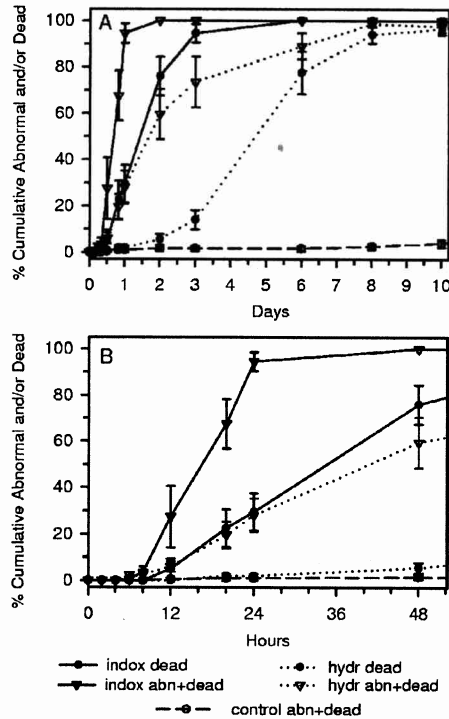 A
% Cumulative Abnormal and/or Dead
100
80
60
40
20
0
0 1 2 3 4 5 6 7 8 9 10
Days
B
% Cumulative Abnormal and/or Dead
100
80
60
40
20
0
0 12 24 36 48
Hours
indox dead
hydr dead
indox abn+dead
hydr abn+dead
control abn+dead